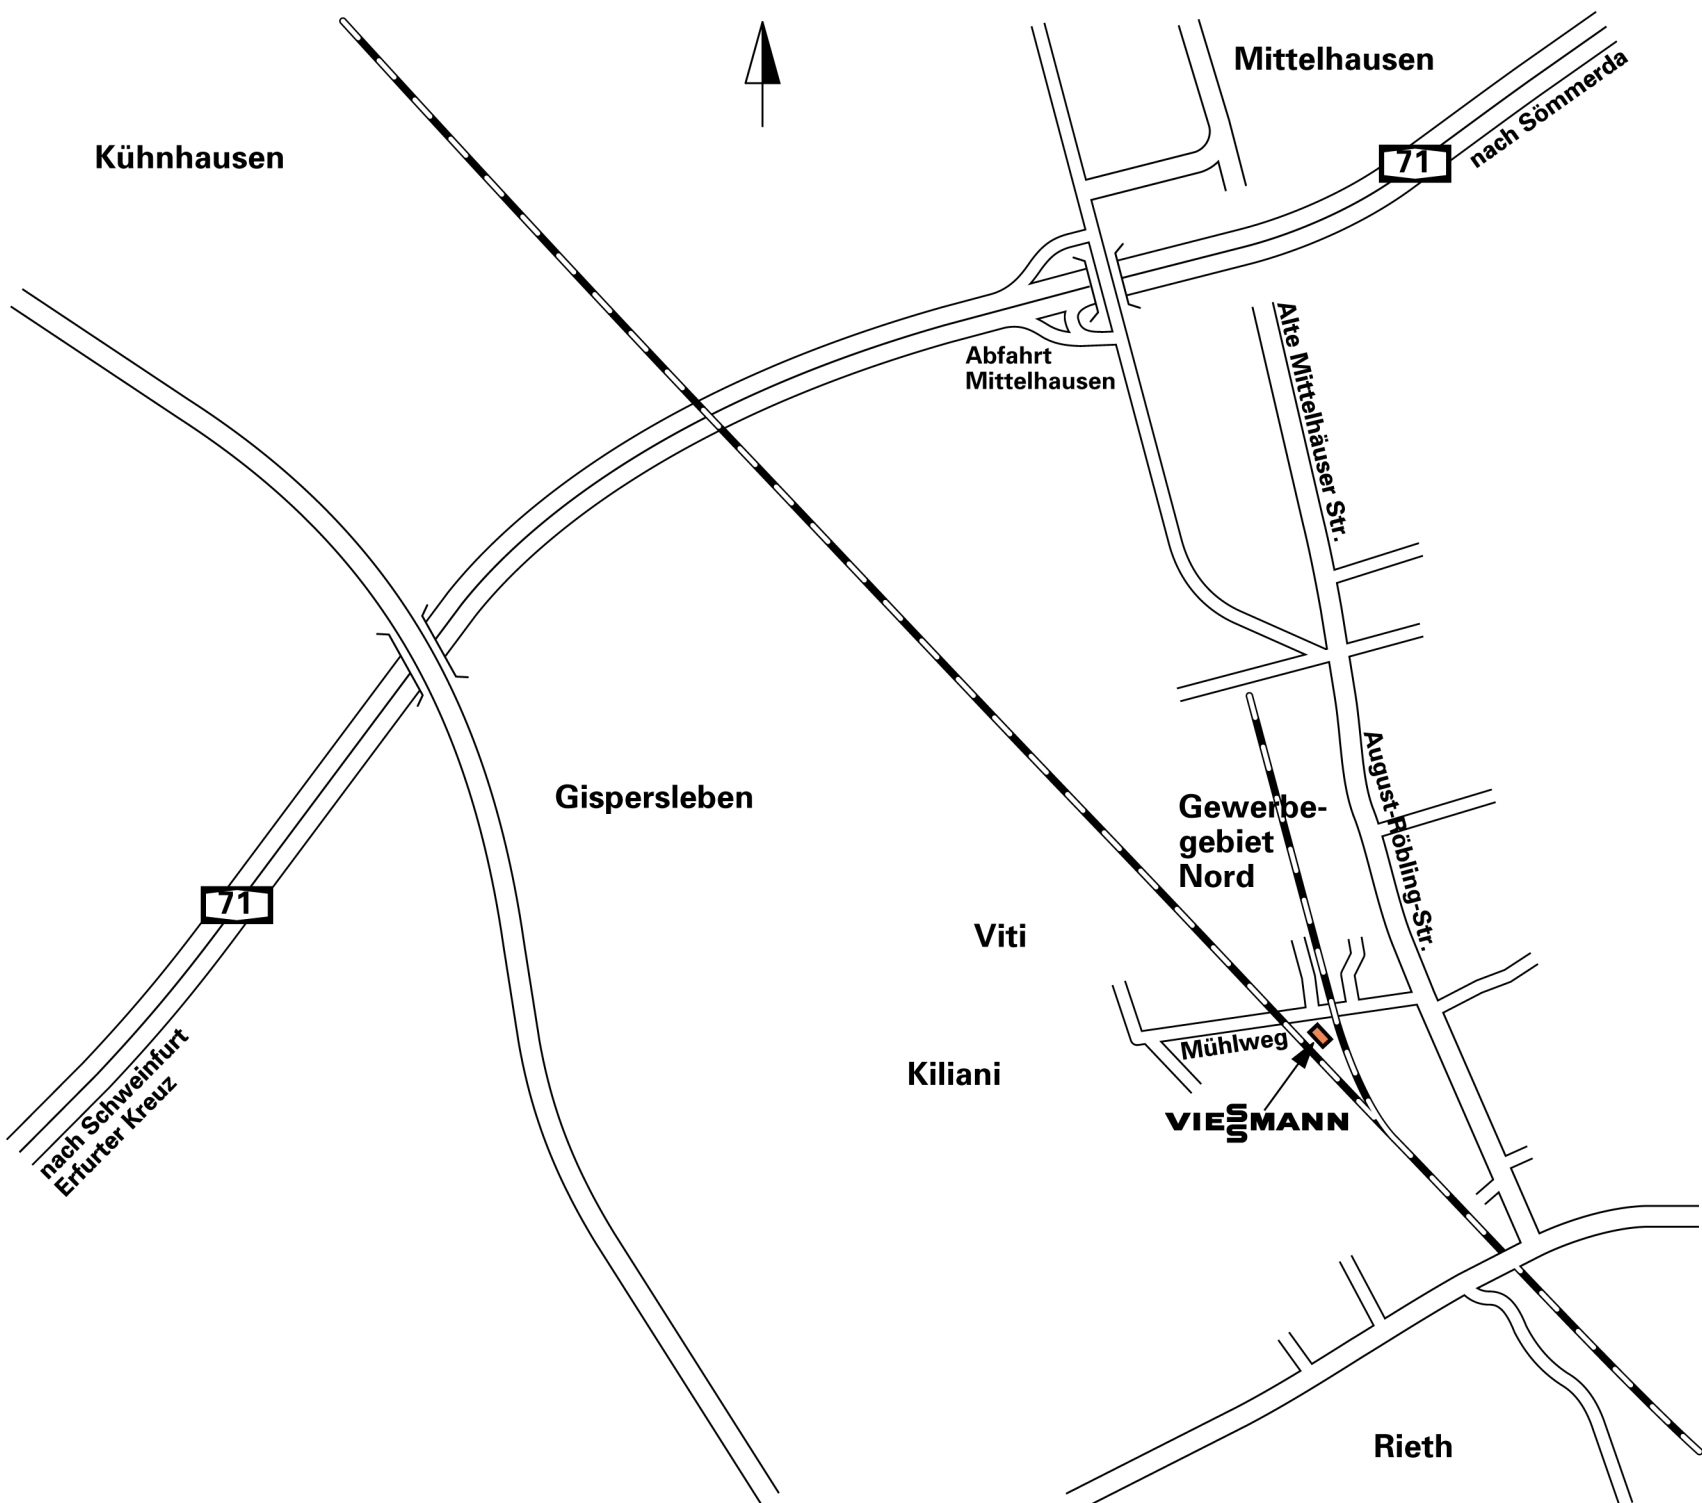 Mittelhausen
nach Sömmerda
71
Kühnhausen
Abfahrt
Mittelhausen
Alte Mittelhäuser Str.
August-Röbling-Str.
Gispersleben
Gewerbe-
gebiet
Nord
71
Viti
Mühlweg
Kiliani
VIESSMANN
nach Schweinfurt
Erfurter Kreuz
Rieth